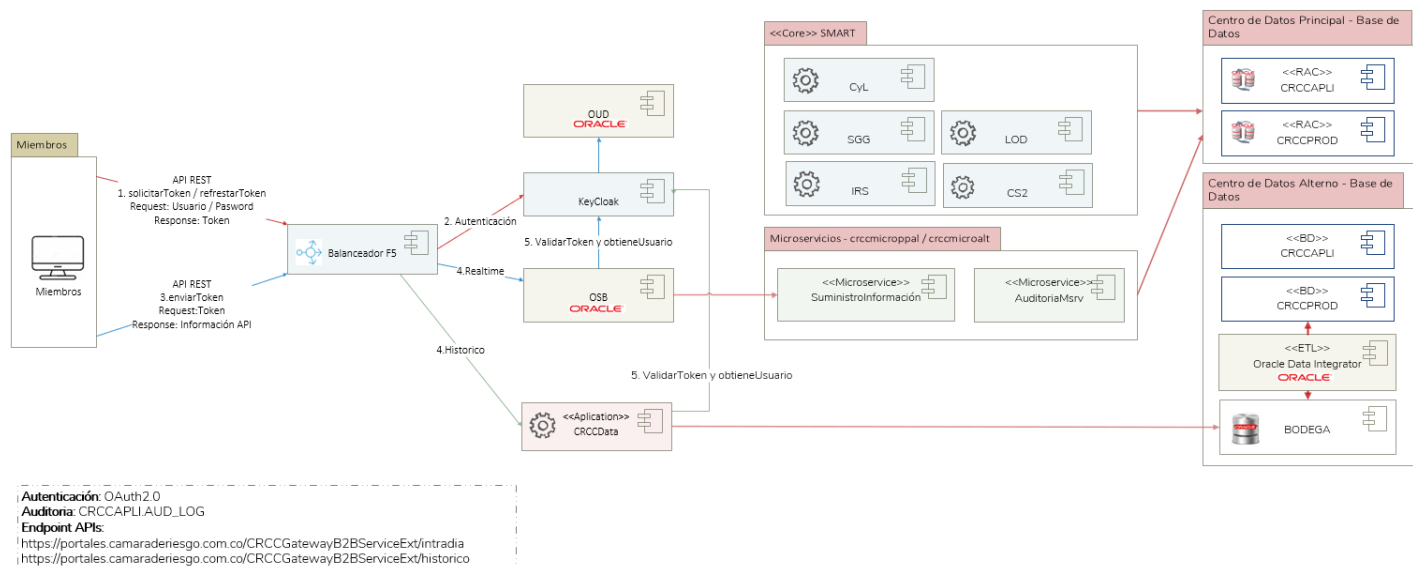 Miembros
Miembros
API REST
1. solicitarToken / refrestarToken
Request: Usuario / Pasword
Response: Token
API REST
3.enviarToken
Request:Token
Response: Información API
Balanceador F5
2. Autenticación
4.Realtime
4.Historico
OUD
ORACLE
KeyCloak
5. ValidarToken y obtieneUsuario
OSB
ORACLE
5. ValidarToken y obtieneUsuario
<<Aplication>>
CRCCData
<<Core>> SMART
CyL
SGG
LOD
IRS
CS2
Microservicios - crccmicroppal / crccmicroalt
<<Microservice>>
SuministroInformación
<<Microservice>>
AuditoriaMsrv
Centro de Datos Principal - Base de
Datos
<<RAC>>
CRCCAPLI
<<RAC>>
CRCCPROD
Centro de Datos Alterno - Base de
Datos
<<BD>>
CRCCAPLI
<<BD>>
CRCCPROD
<<ETL>>
Oracle Data Integrator
ORACLE
BODEGA
Autenticación: OAuth2.0
Auditoria: CRCCAPLI.AUD_LOG
Endpoint APIs:
https://portales.camaraderiesgo.com.co/CRCCGatewayB2BServiceExt/intradia
https://portales.camaraderiesgo.com.co/CRCCGatewayB2BServiceExt/historico